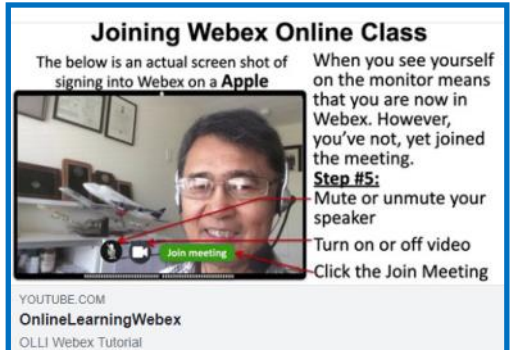 Joining Webex Online Class
The below is an actual screen shot of
signing into Webex on a Apple
Join meeting
When you see yourself
on the monitor means
that you are now in
Webex. However,
you've not, yet joined
the meeting.
Step #5:
Mute or unmute your
speaker
Turn on or off video
Click the Join Meeting
YOUTUBE.COM
OnlineLearningWebex
OLLI Webex Tutorial